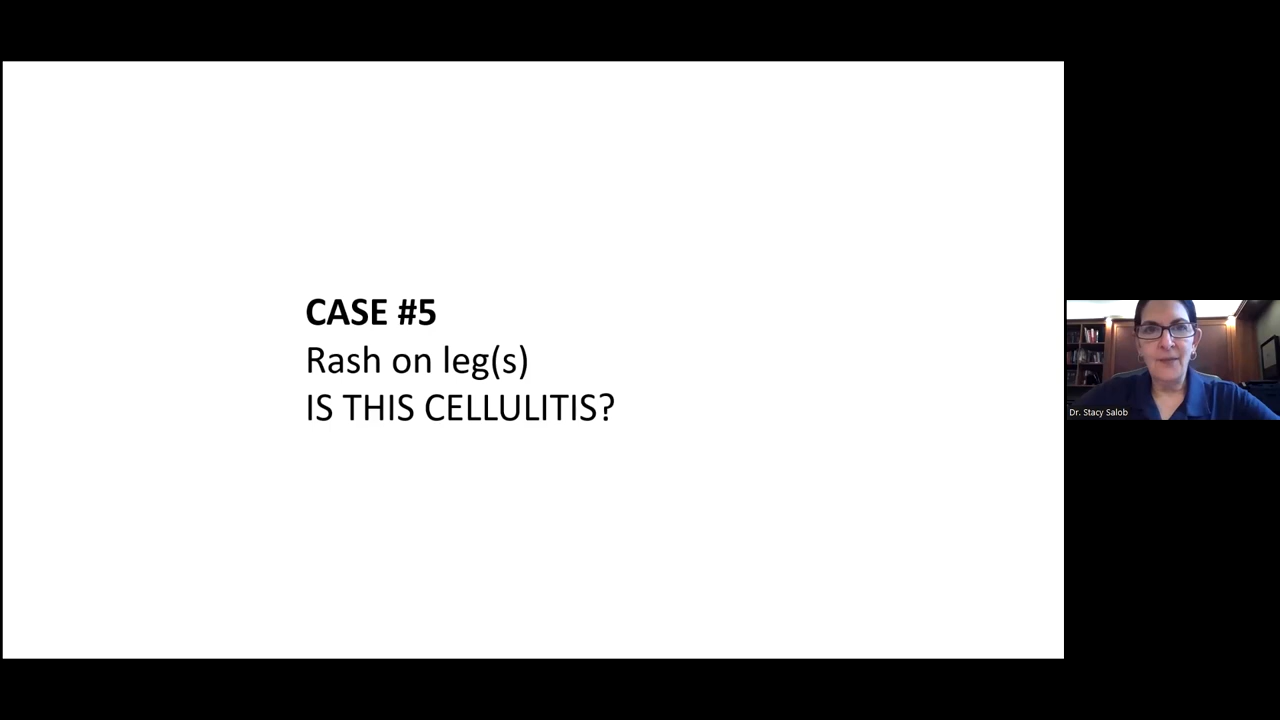 CASE #5
Rash on leg(s)
IS THIS CELLULITIS?
Dr. Stacy Salob